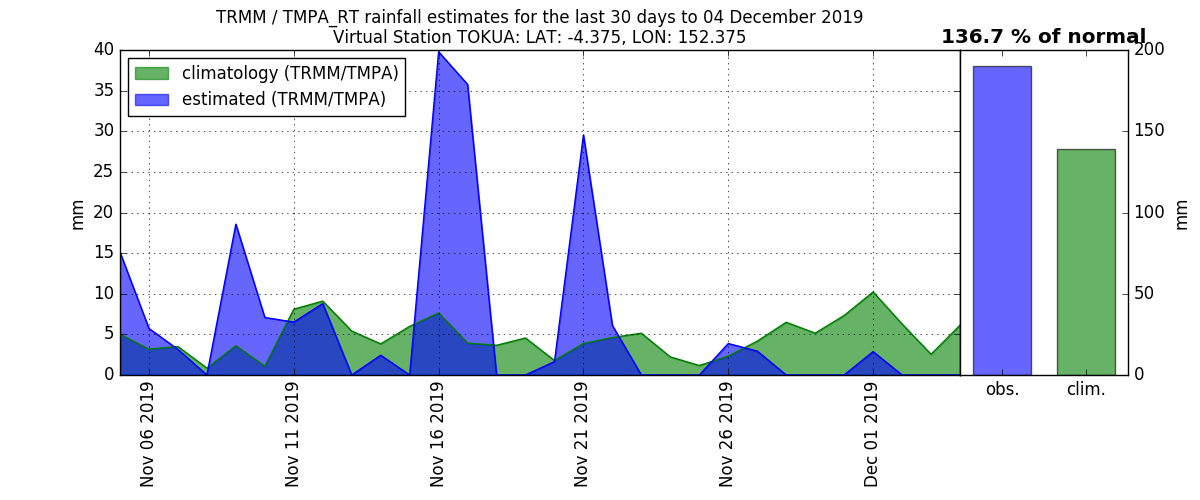 TRMM / TMPA_RT rainfall estimates for the last 30 days to 04 December 2019
Virtual Station TOKUA: LAT: -4.375, LON: 152.375
136.7 % of normal
climatology (TRMM/TMPA)
estimated (TRMM/TMPA)
40
35
30
25
20
15
10
5
0
mm
Nov 06 2019
Nov 11 2019
Nov 16 2019
Nov 21 2019
Nov 26 2019
Dec 01 2019
200
150
100
50
0
mm
obs.
clim.